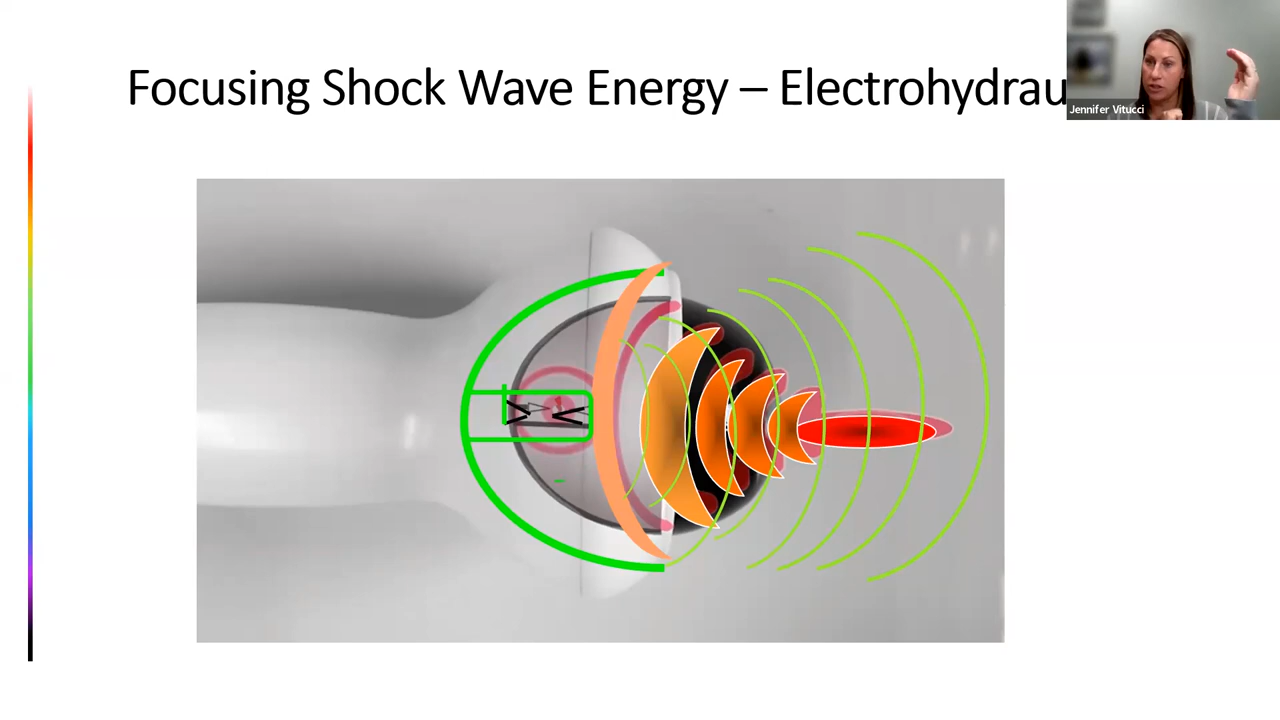 Focusing Shock Wave Energy – Electrohydrau
Jennifer Vitucci